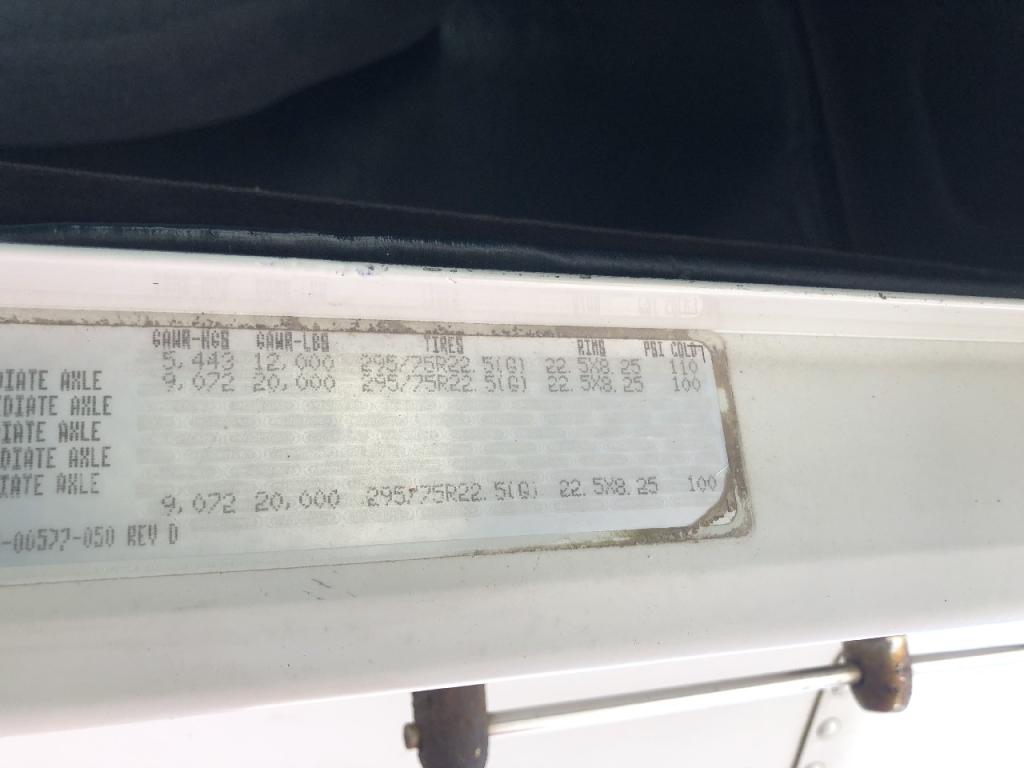 GAWR-KGS GAWR-LBS TIRES RIMS PSI COLD
5,443 12,000 295/75R22.5(G) 22.5X8.25 110
DIATE AXLE 9,072 20,000 295/75R22.5(G) 22.5X8.25 100
EDIATE AXLE
DIATE AXLE
DIATE AXLE
IATE AXLE
9,072 20,000 295/75R22.5(G) 22.5X8.25 100
-06577-050 REV D